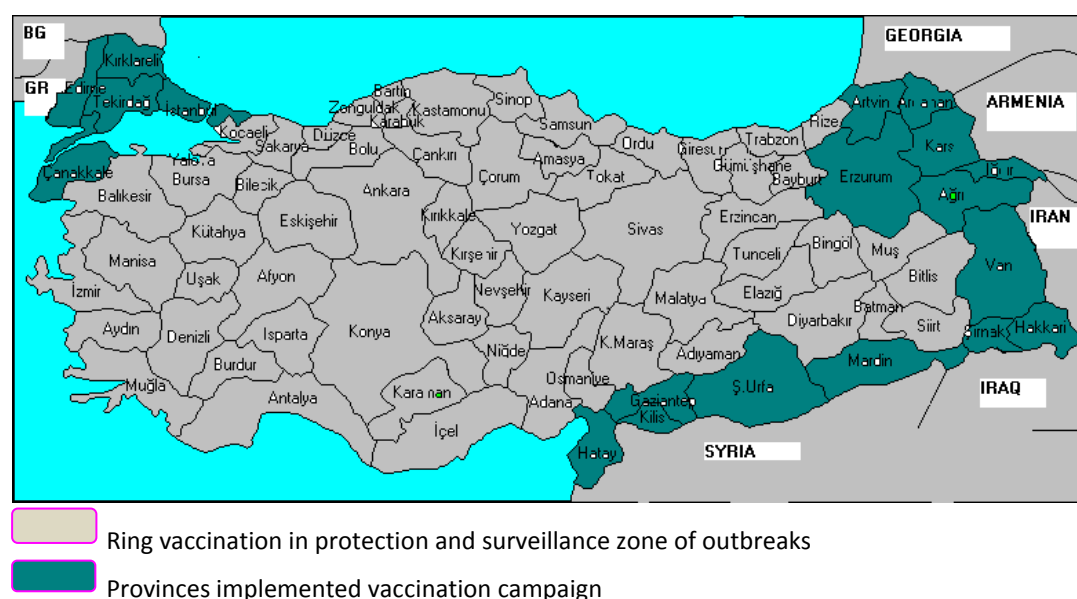 BG
GEORGIA
Kırklareli
GR
Edirne
Tekirdağ
İstanbul
Bartın
Zonguldak
Karabük
Kastamonu
Sinop
Samsun
Artvin
Ardahan
ARMENIA
Kocaeli
Sakarya
Düzce
Bolu
Çankırı
Amasya
Ordu
Giresun
Trabzon
Rize
Kars
Çanakkale
Yalova
Bursa
Bilecik
Ankara
Çorum
Tokat
Gümüşhane
Bayburt
Erzurum
Iğdır
Ağrı
Balıkesir
Eskişehir
Kırıkkale
Yozgat
Sivas
Erzincan
IRAN
Kütahya
Kırşehir
Tunceli
Bingöl
Muş
Bitlis
Van
Manisa
Uşak
Afyon
Nevşehir
Kayseri
Malatya
Elazığ
İzmir
Aydın
Denizli
Isparta
Konya
Aksaray
Diyarbakır
Batman
Siirt
Şırnak
Hakkari
Burdur
Niğde
K.Maraş
Adıyaman
Mardin
Muğla
Antalya
Karaman
Osmaniye
Adana
Gaziantep
Ş.Urfa
IRAQ
Kilis
İçel
Hatay
SYRIA
Ring vaccination in protection and surveillance zone of outbreaks
Provinces implemented vaccination campaign